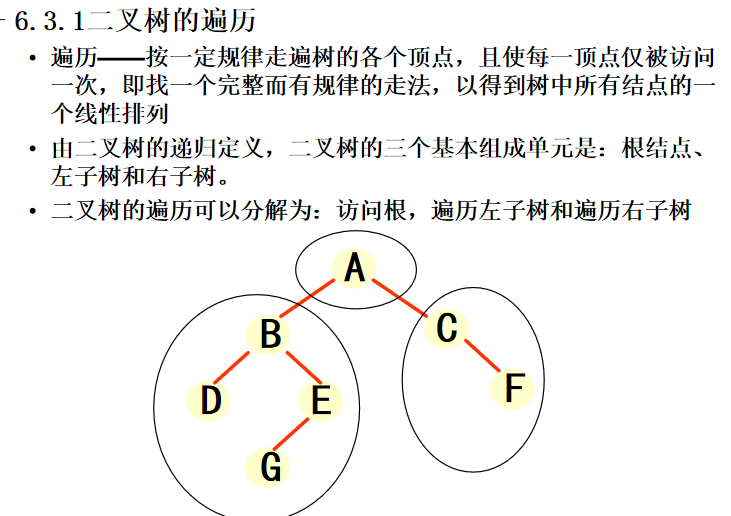 6.3.1二叉树的遍历
• 遍历——按一定规律走遍树的各个顶点，且使每一顶点仅被访问
一次，即找一个完整而有规律的走法，以得到树中所有结点的一
个线性排列
• 由二叉树的递归定义，二叉树的三个基本组成单元是：根结点、
左子树和右子树。
• 二叉树的遍历可以分解为：访问根，遍历左子树和遍历右子树
A
B
C
D
E
F
G